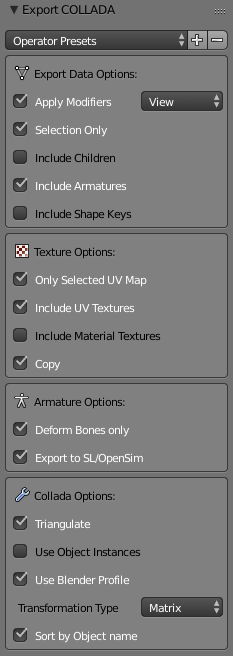 Export COLLADA
Operator Presets
Export Data Options:
Apply Modifiers View
Selection Only
Include Children
Include Armatures
Include Shape Keys
Texture Options:
Only Selected UV Map
Include UV Textures
Include Material Textures
Copy
Armature Options:
Deform Bones only
Export to SL/OpenSim
Collada Options:
Triangulate
Use Object Instances
Use Blender Profile
Transformation Type Matrix
Sort by Object name